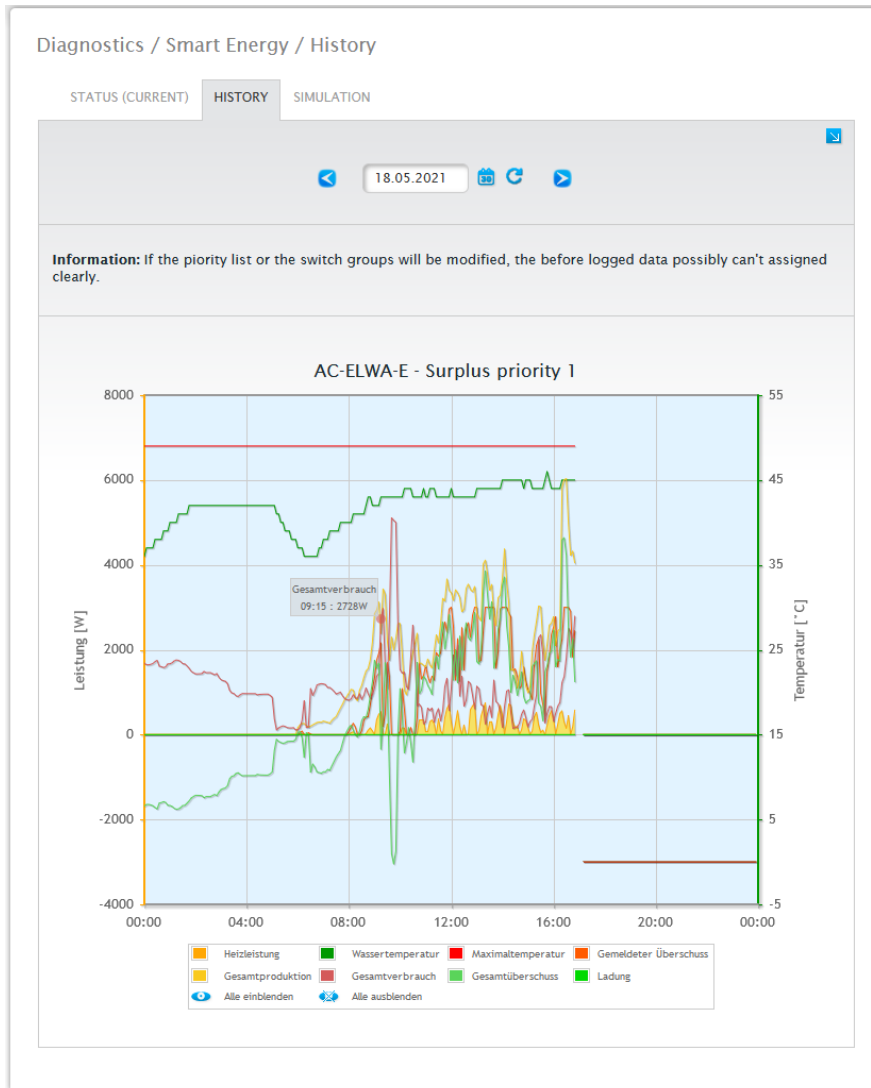 Diagnostics / Smart Energy / History
STATUS (CURRENT) HISTORY SIMULATION
18.05.2021 30
Information: If the piority list or the switch groups will be modified, the before logged data possibly can't assigned
clearly.
AC-ELWA-E - Surplus priority 1
8000 55
6000 45
4000 35
Gesamtverbrauch
09:15 : 2728W
Leistung [W] Temperatur [°C]
2000 25
0 15
-2000 5
-4000 -5
00:00 04:00 08:00 12:00 16:00 20:00 00:00
Heizleistung Wassertemperatur Maximaltemperatur Gemeldeter Überschuss
Gesamtproduktion Gesamtverbrauch Gesamtüberschuss Ladung
Alle einblenden Alle ausblenden